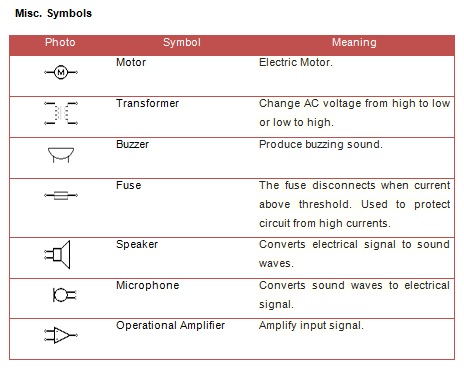 Misc. Symbols
Photo Symbol Meaning
M Motor Electric Motor.
Transformer Change AC voltage from high to low
or low to high.
Buzzer Produce buzzing sound.
Fuse The fuse disconnects when current
above threshold. Used to protect
circuit from high currents.
Speaker Converts electrical signal to sound
waves.
Microphone Converts sound waves to electrical
signal.
Operational Amplifier Amplify input signal.